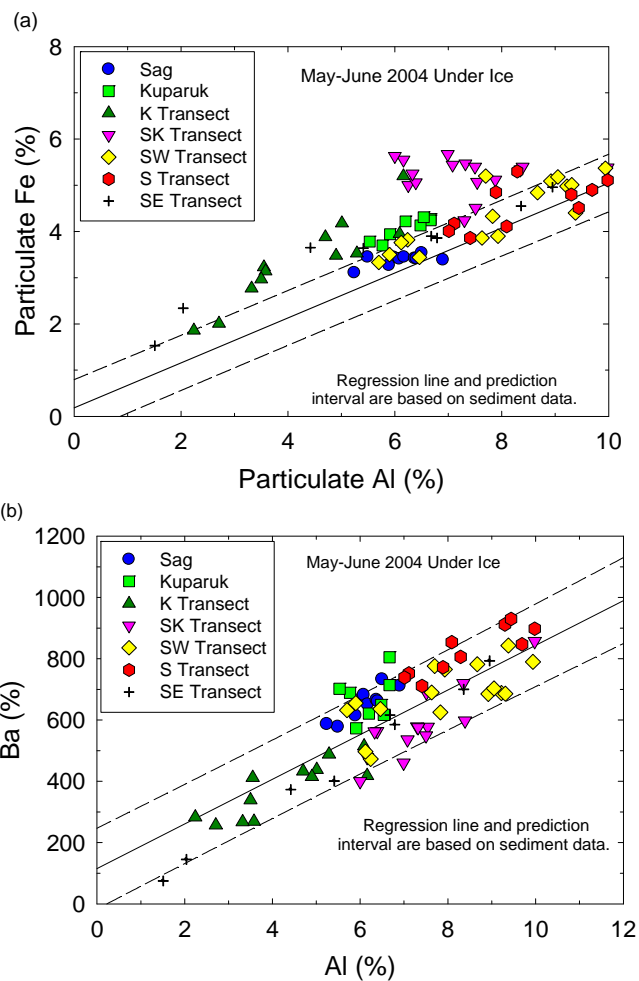 (a)
8
6
4
2
0
Particulate Fe (%)
Sag
Kuparuk
K Transect
SK Transect
SW Transect
S Transect
SE Transect
May-June 2004 Under Ice
Regression line and prediction
interval are based on sediment data.
0 2 4 6 8 10
Particulate Al (%)
(b)
1200
1000
800
600
400
200
0
Ba (%)
Sag
Kuparuk
K Transect
SK Transect
SW Transect
S Transect
SE Transect
May-June 2004 Under Ice
Regression line and prediction
interval are based on sediment data.
0 2 4 6 8 10 12
Al (%)